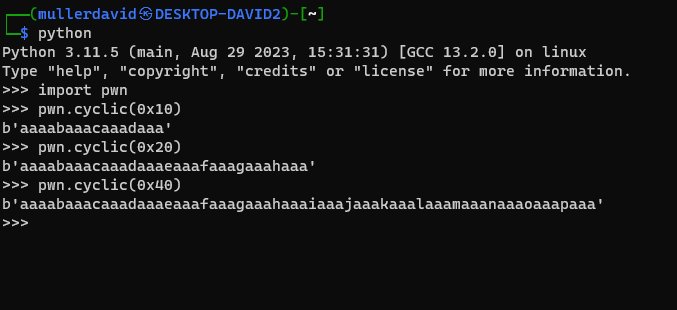 ┌──(mullerdavid㉿DESKTOP-DAVID2)-[~]
└─$ python
Python 3.11.5 (main, Aug 29 2023, 15:31:31) [GCC 13.2.0] on linux
Type "help", "copyright", "credits" or "license" for more information.
>>> import pwn
>>> pwn.cyclic(0x10)
b'aaaabaaacaaadaaa'
>>> pwn.cyclic(0x20)
b'aaaabaaacaaadaaaeaaafaaagaaahaaa'
>>> pwn.cyclic(0x40)
b'aaaabaaacaaadaaaeaaafaaagaaahaaaiaaajaaakaaalaaamaaanaaaoaaapaaa'
>>>